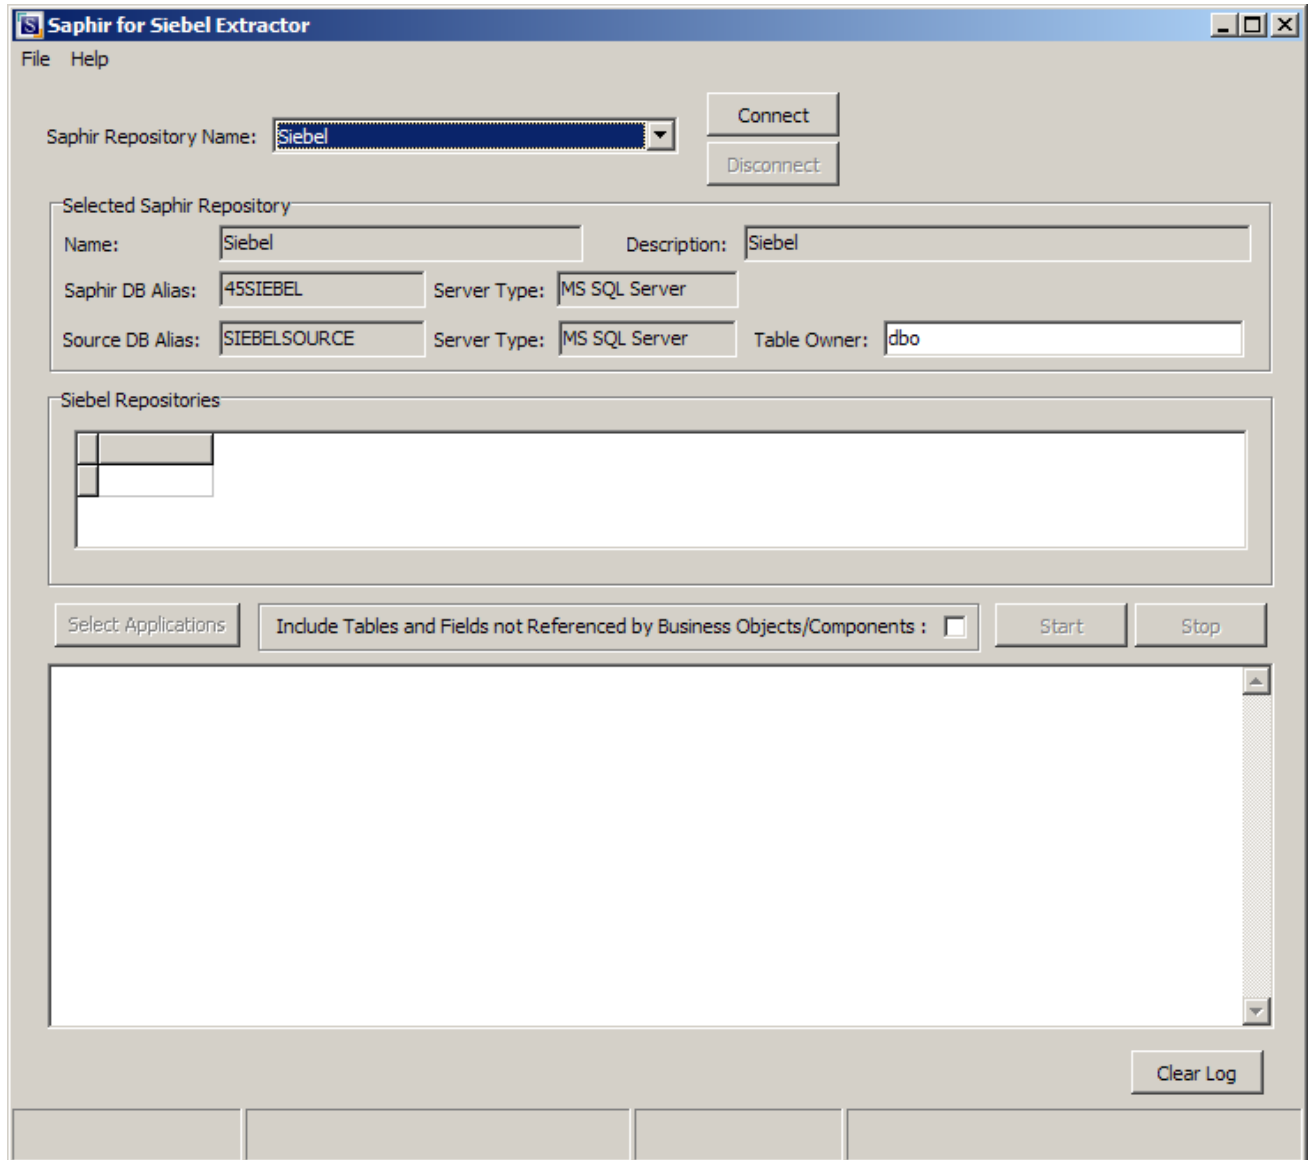 Saphir for Siebel Extractor
File Help
Connect
Saphir Repository Name: Siebel
Disconnect
Selected Saphir Repository
Name: Siebel Description: Siebel
Saphir DB Alias: 45SIEBEL Server Type: MS SQL Server
Source DB Alias: SIEBELSOURCE Server Type: MS SQL Server Table Owner: dbo
Siebel Repositories
Select Applications Include Tables and Fields not Referenced by Business Objects/Components : Start Stop
Clear Log